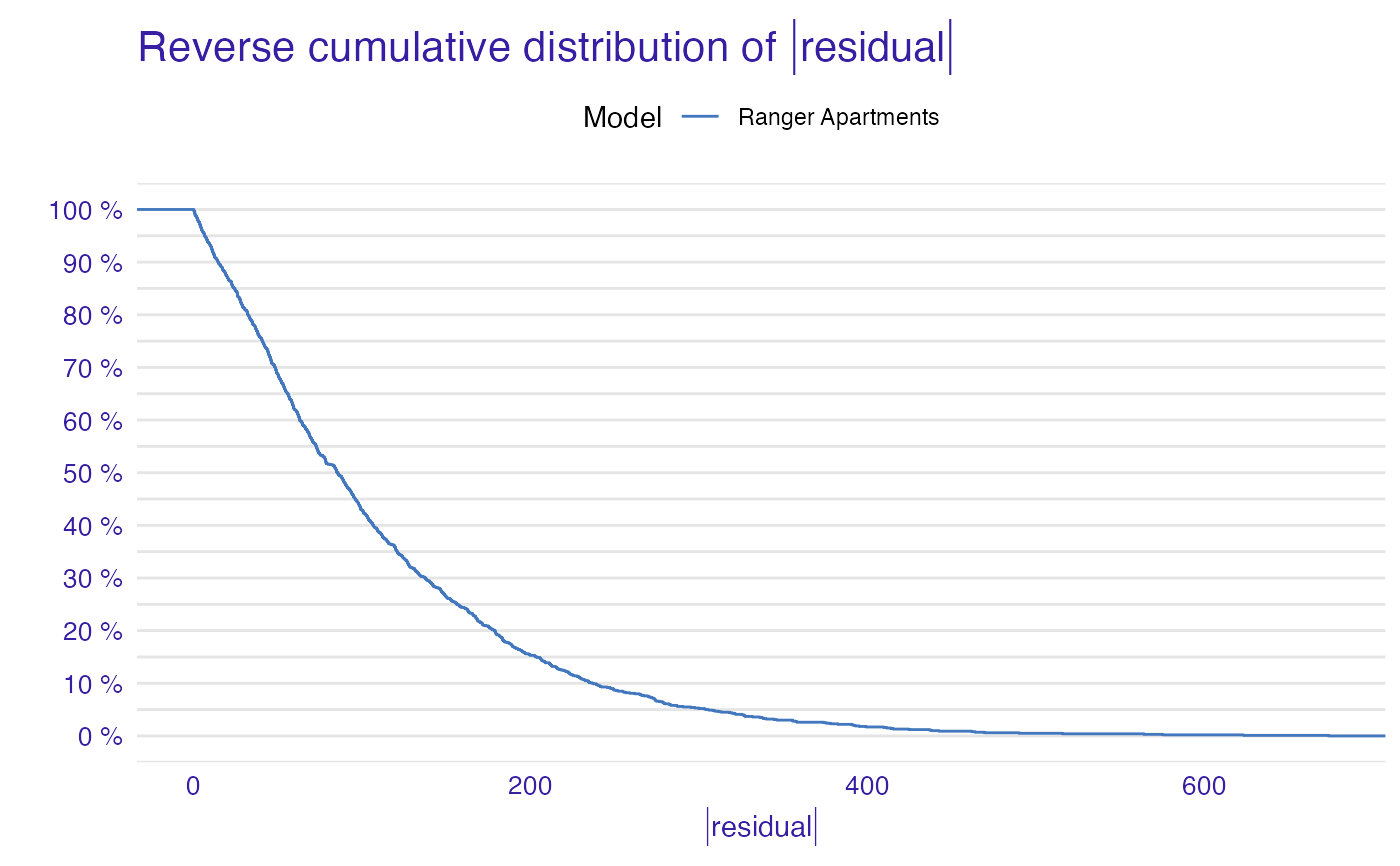 Reverse cumulative distribution of |residual|
Model Ranger Apartments
100 %
90 %
80 %
70 %
60 %
50 %
40 %
30 %
20 %
10 %
0 %
0 200 400 600
|residual|